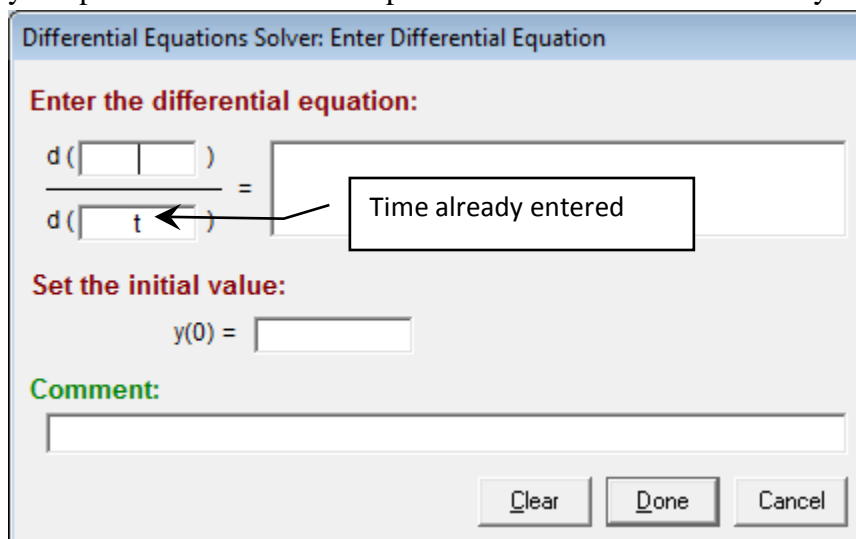 Differential Equations Solver: Enter Differential Equation
Enter the differential equation:
d ( )
=
d ( t )
Time already entered
Set the initial value:
y(0) =
Comment:
Clear Done Cancel